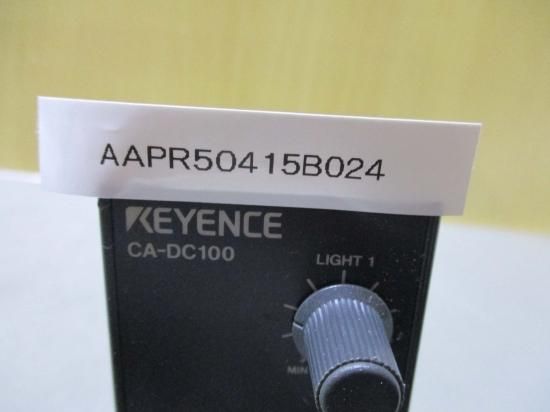 AAPR50415B024
KEYENCE
CA-DC100
LIGHT 1
MIN